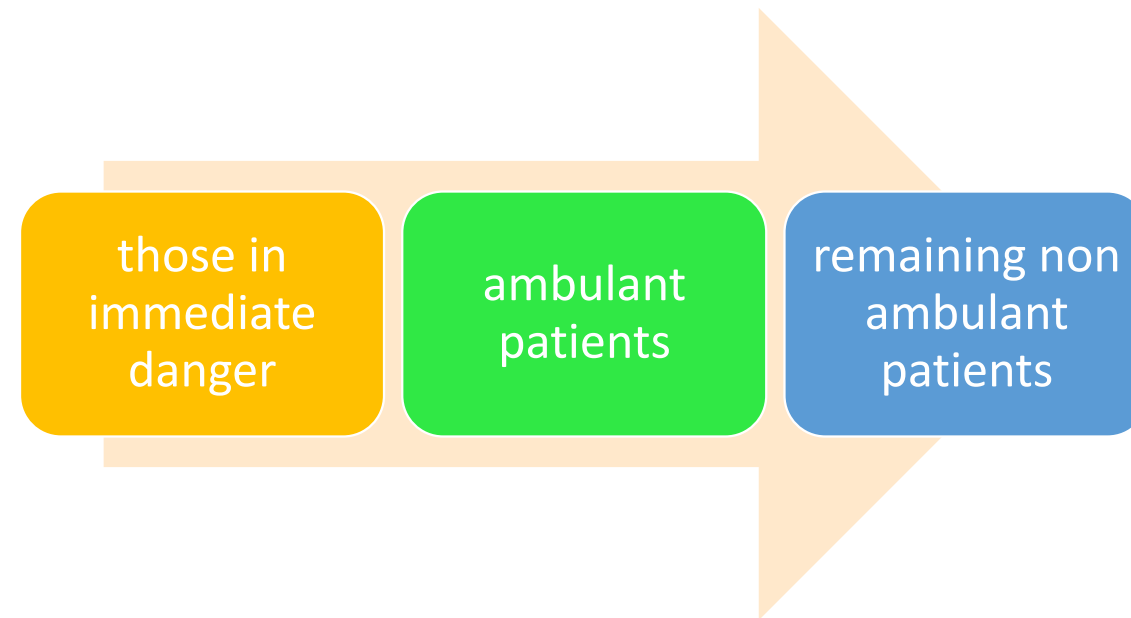 those in
immediate
danger
ambulant
patients
remaining non
ambulant
patients